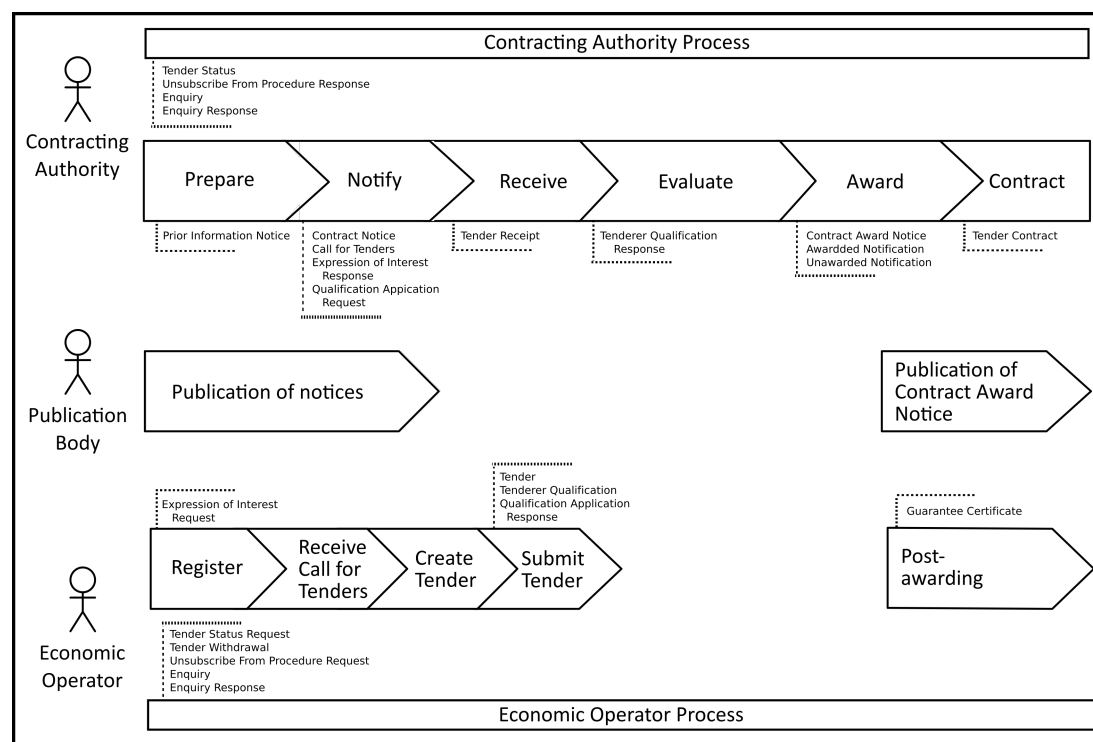 Contracting Authority Process
Tender Status
Unsubscribe From Procedure Response
Enquiry
Enquiry Response
Contracting
Authority
Prepare
Notify
Receive
Evaluate
Award
Contract
Prior Information Notice
Contract Notice
Call for Tenders
Expression of Interest
Response
Qualification Appication
Request
Tender Receipt
Tenderer Qualification
Response
Contract Award Notice
Awardded Notification
Unawarded Notification
Tender Contract
Publication
Body
Publication of notices
Publication of
Contract Award
Notice
Expression of Interest
Request
Tender
Tenderer Qualification
Qualification Application
Response
Guarantee Certificate
Register
Receive
Call for
Tenders
Create
Tender
Submit
Tender
Post-
awarding
Economic
Operator
Tender Status Request
Tender Withdrawal
Unsubscribe From Procedure Request
Enquiry
Enquiry Response
Economic Operator Process